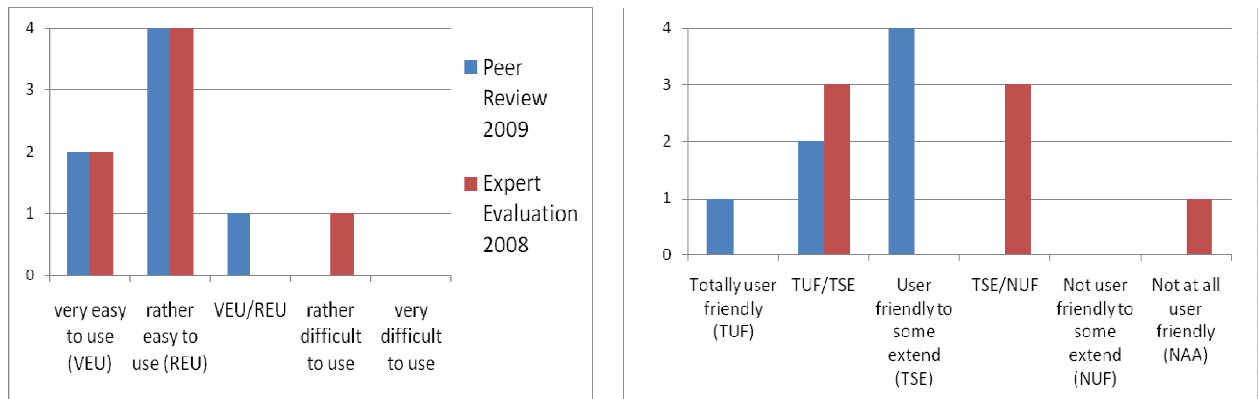 4
3
2
1
0
very easy
to use
(VEU)
rather
easy to
use (REU)
VEU/REU
rather
difficult
to use
very
difficult
to use
Peer
Review
2009
Expert
Evaluation
2008
4
3
2
1
0
Totally user
friendly
(TUF)
TUF/TSE
User
friendly to
some
extend
(TSE)
TSE/NUF
Not user
friendly to
some
extend
(NUF)
Not at all
user
friendly
(NAA)